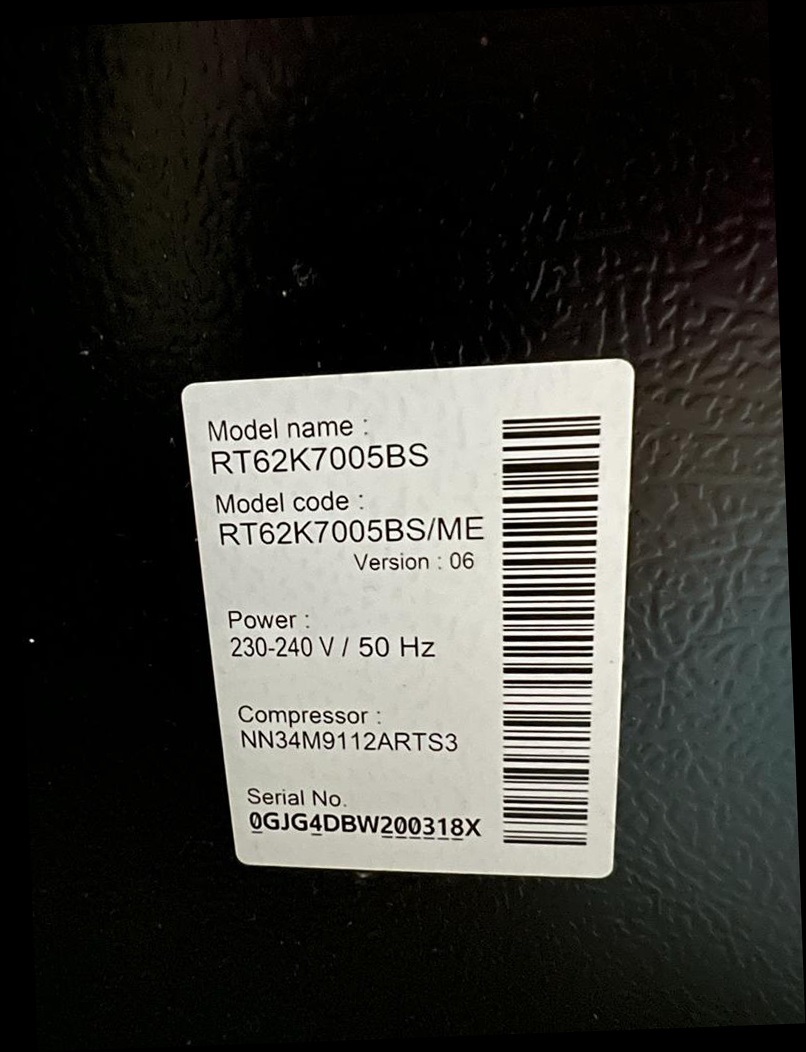 Model name :
RT62K7005BS
Model code :
RT62K7005BS/ME
Version : 06
Power :
230-240 V / 50 Hz
Compressor :
NN34M9112ARTS3
Serial No.
0GJG4DBW200318X